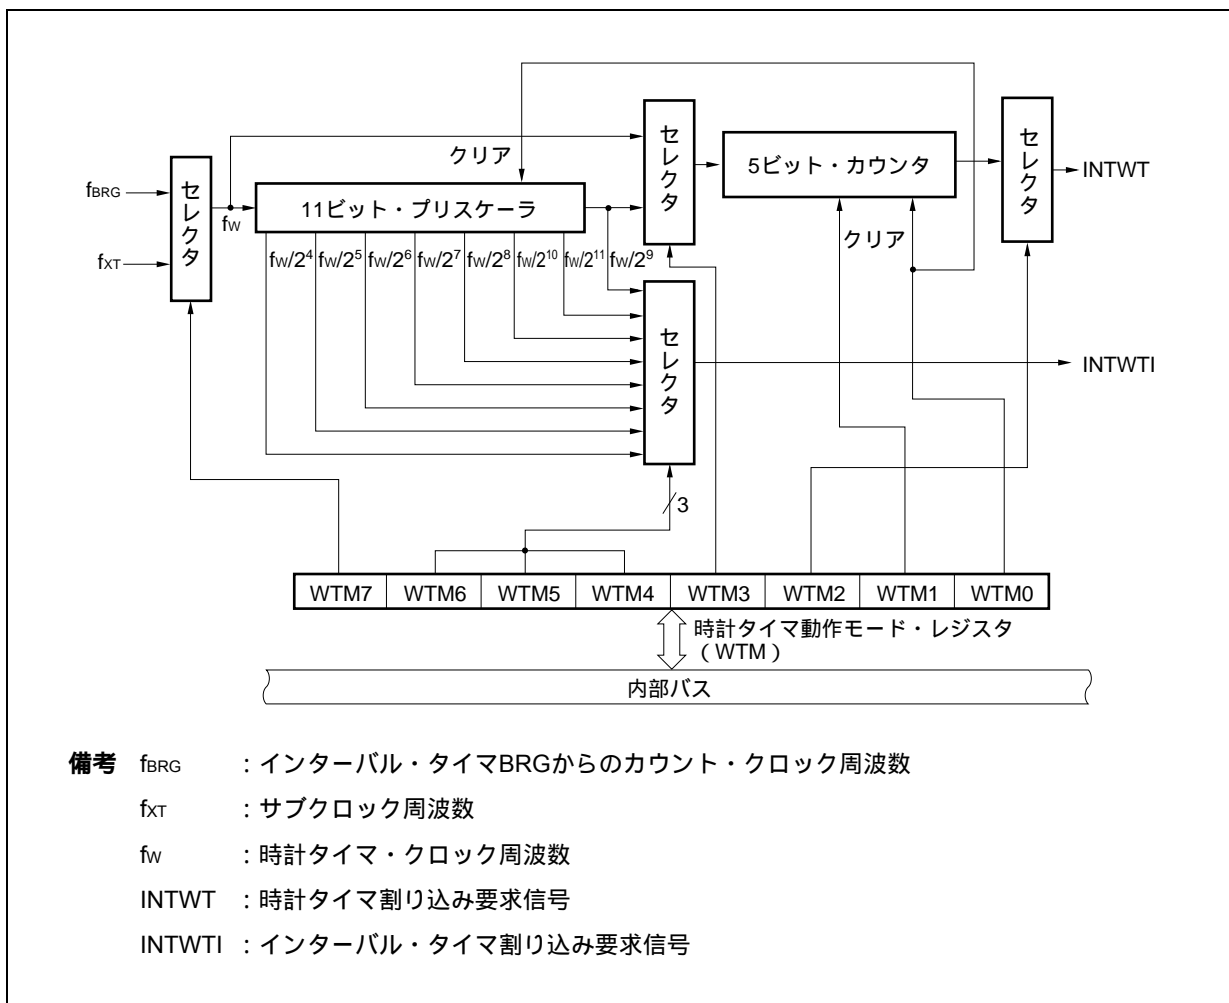 クリア
セレクタ
5ビット・カウンタ
セレクタ
INTWT
fBRG
fXT
セレクタ
fW
11ビット・プリスケーラ
クリア
fW/2⁴ fW/2⁵ fW/2⁶ fW/2⁷ fW/2⁸ fW/2¹⁰ fW/2¹¹ fW/2⁹
セレクタ
INTWTI
3
WTM7 WTM6 WTM5 WTM4 WTM3 WTM2 WTM1 WTM0
時計タイマ動作モード・レジスタ
(WTM)
内部バス
備考 fBRG :インターバル・タイマBRGからのカウント・クロック周波数
fXT :サブクロック周波数
fW :時計タイマ・クロック周波数
INTWT :時計タイマ割り込み要求信号
INTWTI :インターバル・タイマ割り込み要求信号